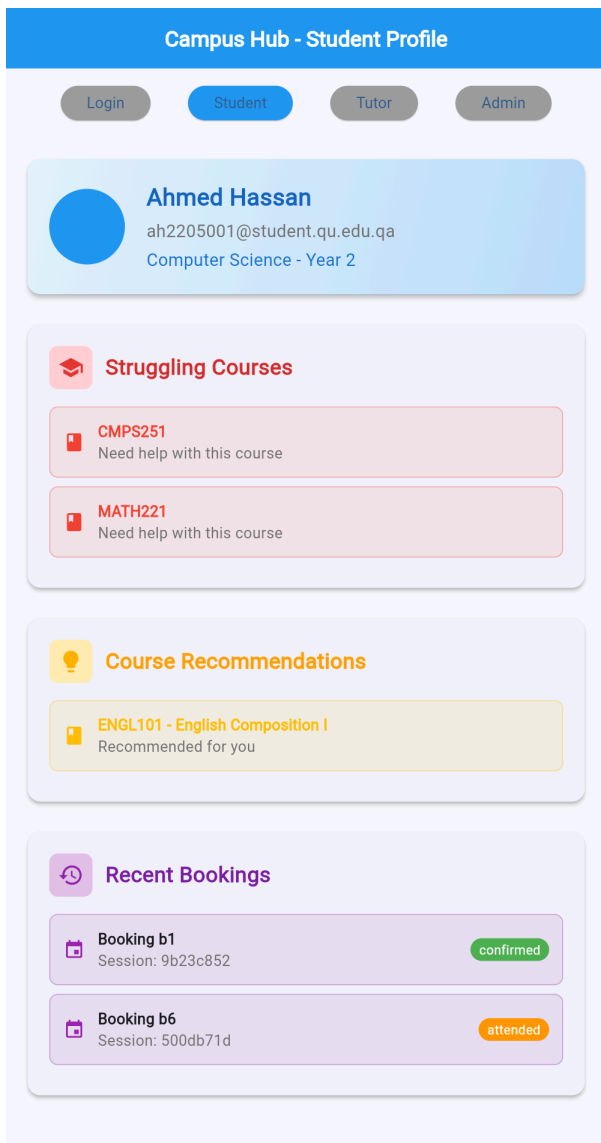 Campus Hub - Student Profile
Login Student Tutor Admin
Ahmed Hassan
ah2205001@student.qu.edu.qa
Computer Science - Year 2
Struggling Courses
CMPS251
Need help with this course
MATH221
Need help with this course
Course Recommendations
ENGL101 - English Composition I
Recommended for you
Recent Bookings
Booking b1
Session: 9b23c852
confirmed
Booking b6
Session: 500db71d
attended